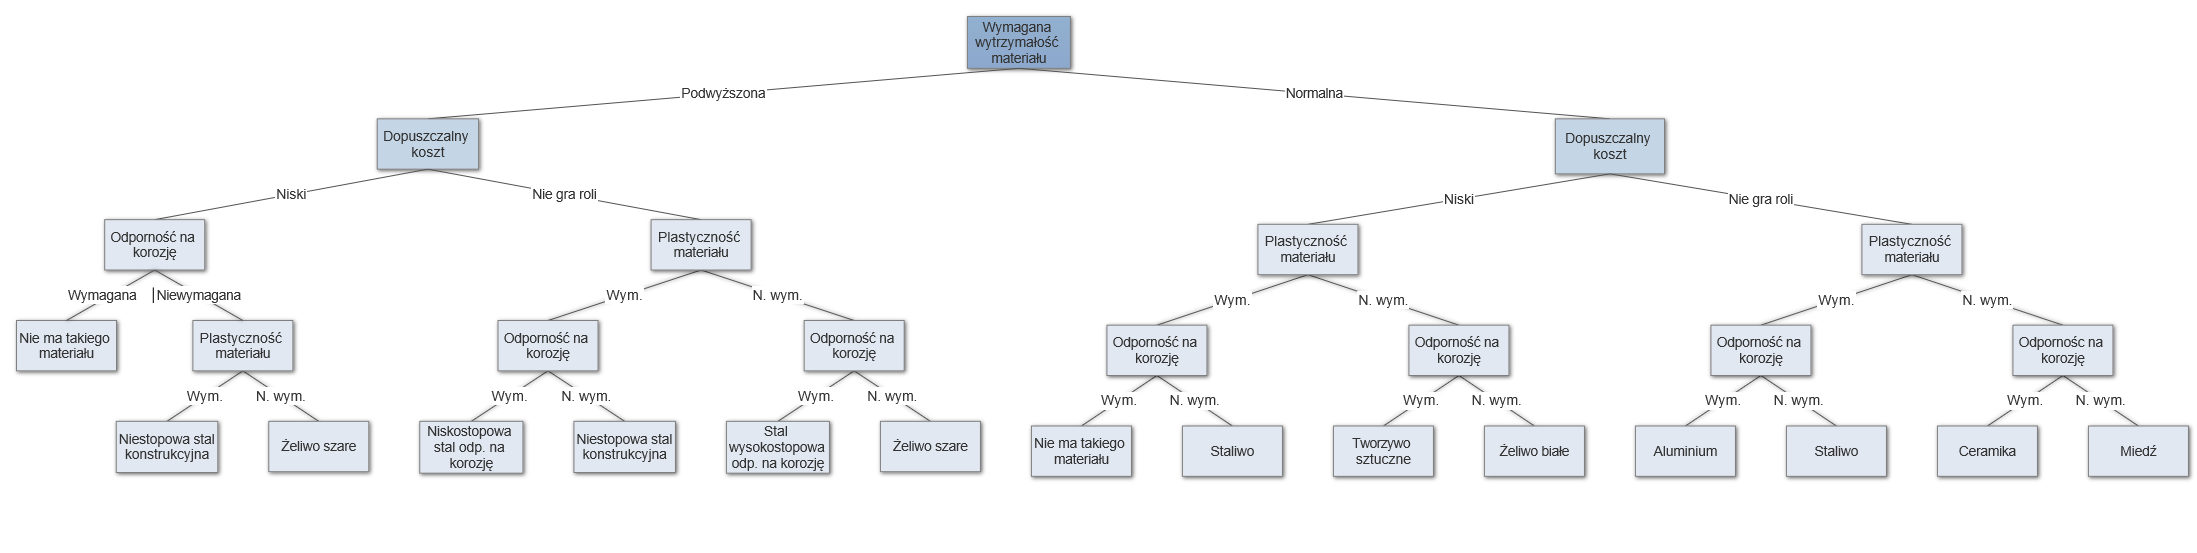 Wymagana
wytrzymałość
materiału
Podwyższona
Normalna
Dopuszczalny
koszt
Dopuszczalny
koszt
Niski
Nie gra roli
Niski
Nie gra roli
Odporność na
korozję
Plastyczność
materiału
Plastyczność
materiału
Plastyczność
materiału
Wymagana
|Niewymagana
Wym.
N. wym.
Wym.
N. wym.
Wym.
N. wym.
Nie ma takiego
materiału
Plastyczność
materiału
Odporność na
korozję
Odporność na
korozję
Odporność na
korozję
Odporność na
korozję
Odporność na
korozję
Odpornośc na
korozję
Wym.
N. wym.
Wym.
N. wym.
Wym.
N. wym.
Wym.
N. wym.
Wym.
N. wym.
Wym.
N. wym.
Wym.
N. wym.
Niestopowa stal
konstrukcyjna
Żeliwo szare
Niskostopowa
stal odp. na
korozję
Niestopowa stal
konstrukcyjna
Stal
wysokostopowa
odp. na korozję
Żeliwo szare
Nie ma takiego
materiału
Staliwo
Tworzywo
sztuczne
Żeliwo białe
Aluminium
Staliwo
Ceramika
Miedź